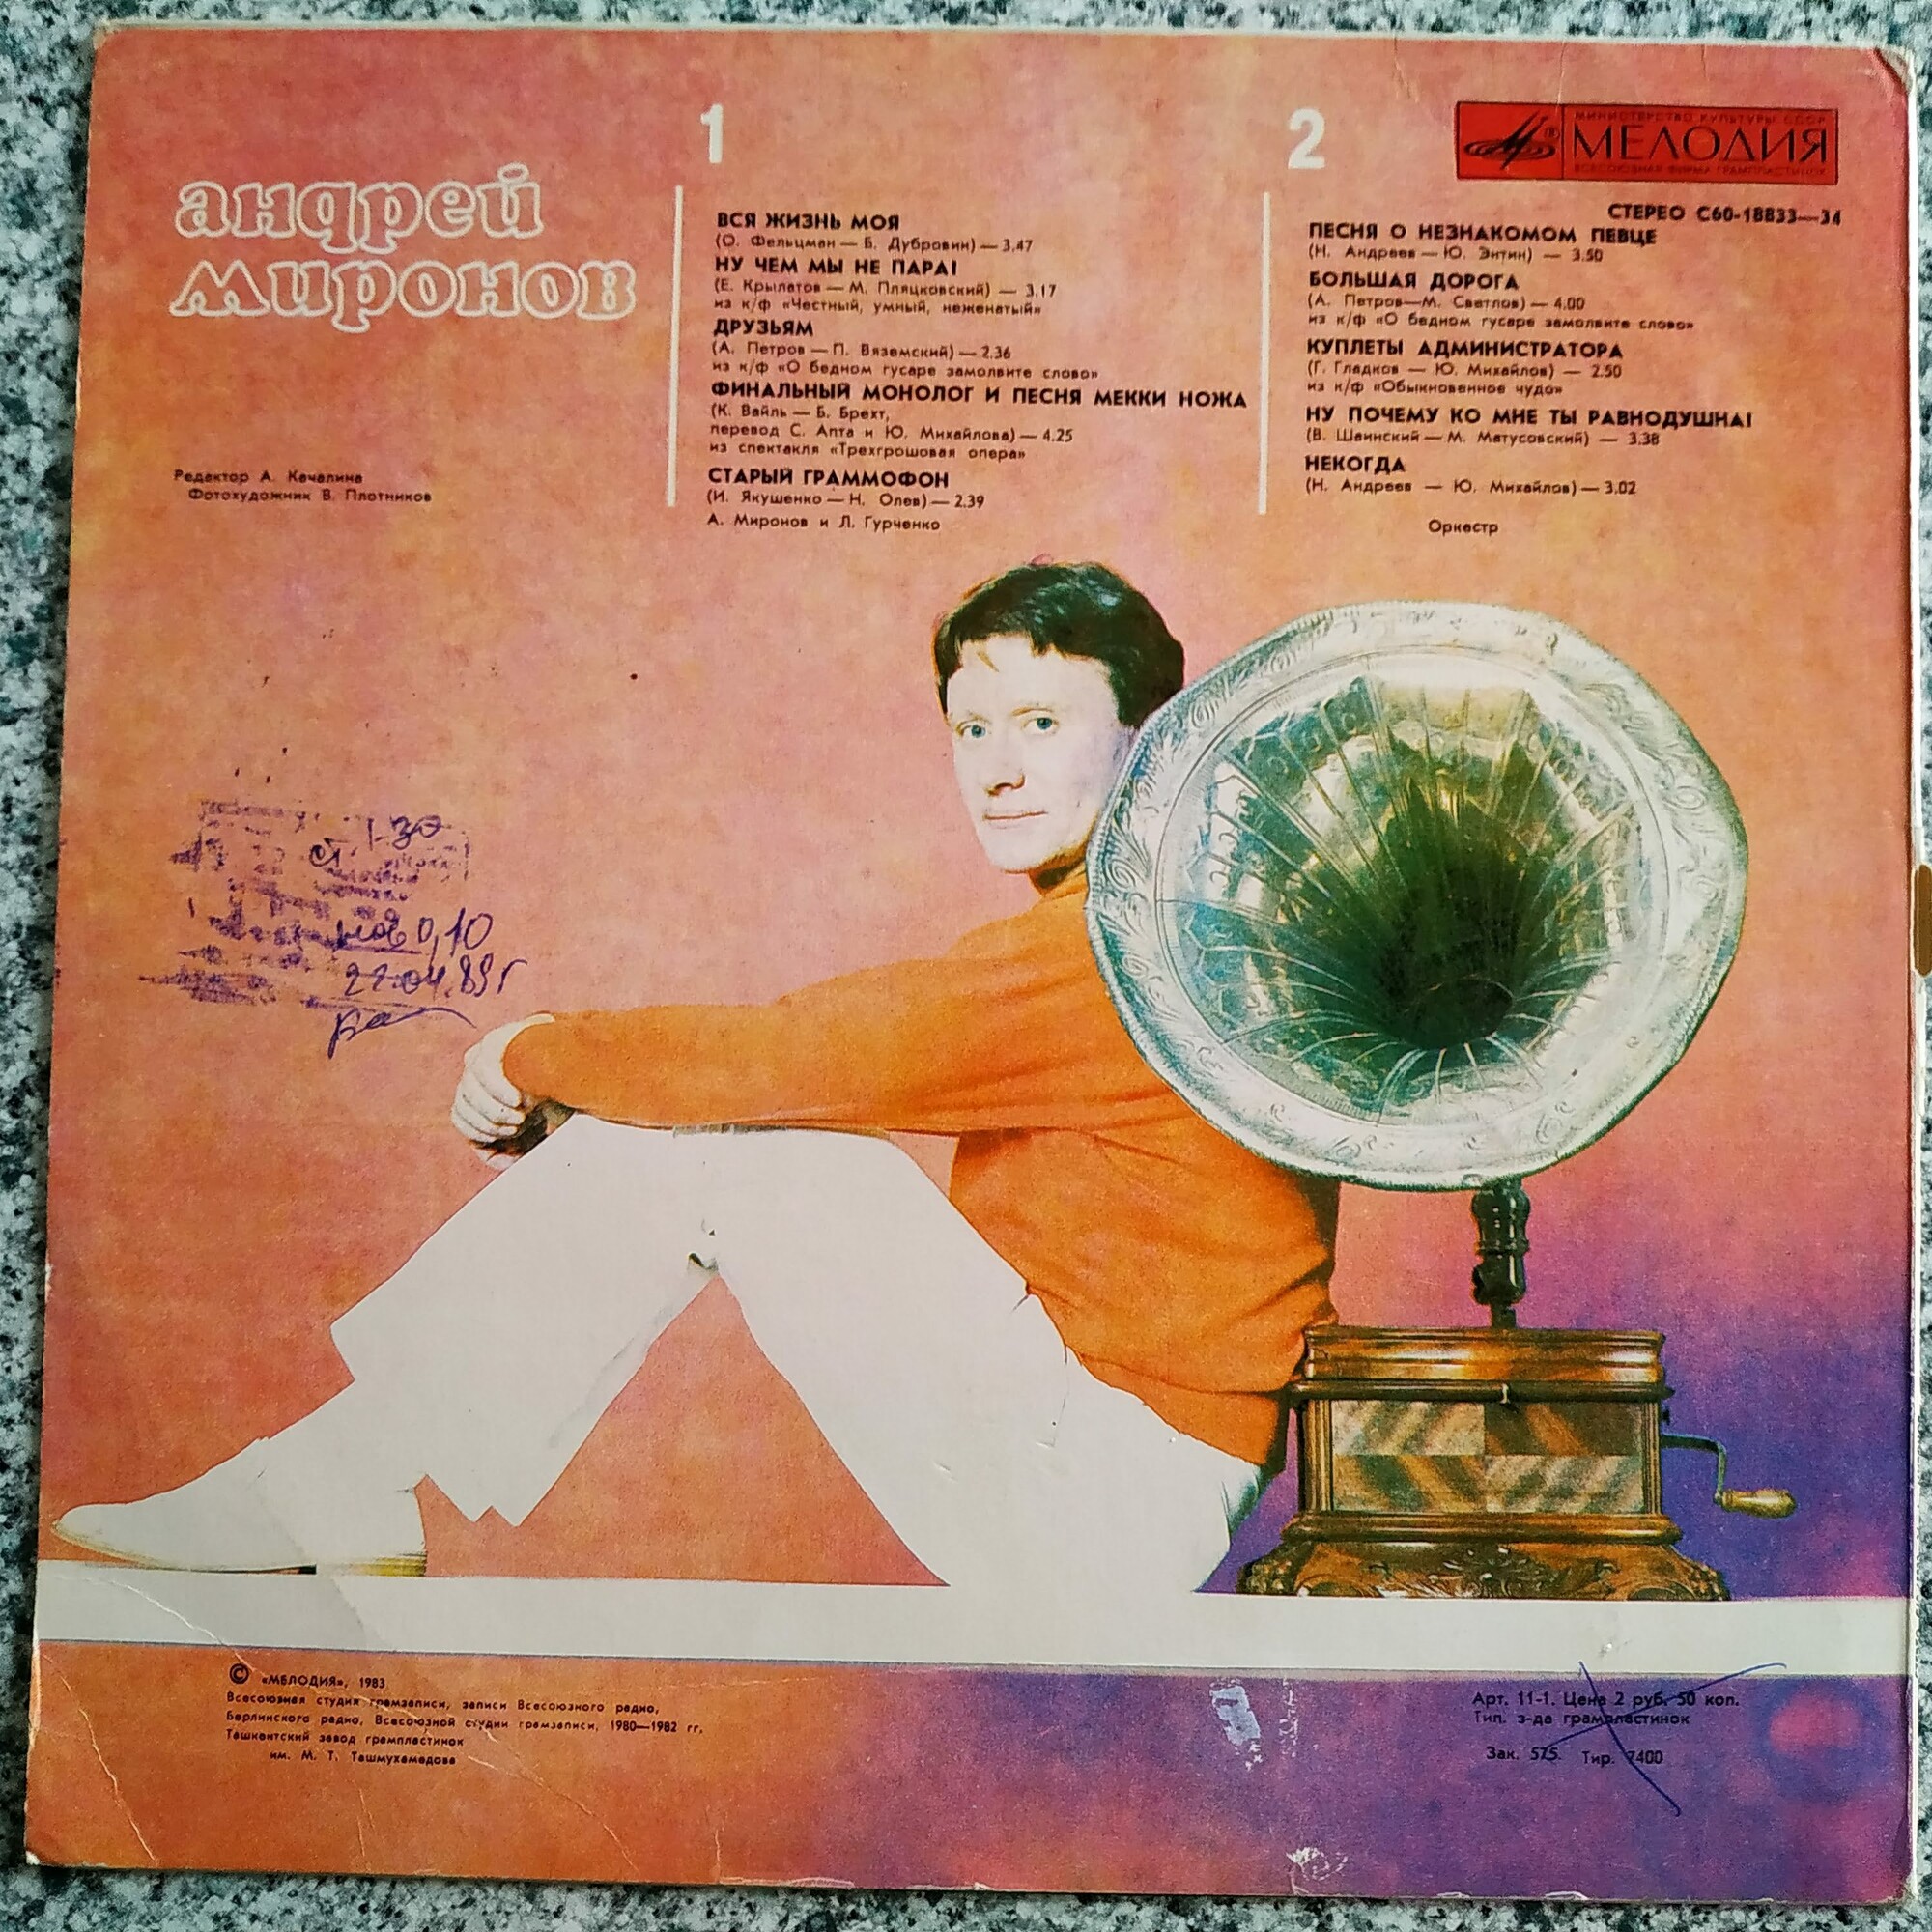 андрей
миронов
Редактор А. Качалина
Фотохудожник В. Плотников
1
ВСЯ ЖИЗНЬ МОЯ
(О. Фельцман — Б. Дубровин) — 3.47
НУ ЧЕМ МЫ НЕ ПАРА!
(Е. Крылатов — М. Пляцковский) — 3.17
из к/ф «Честный, умный, неженатый»
ДРУЗЬЯМ
(А. Петров — П. Вяземский) — 2.36
из к/ф «О бедном гусаре замолвите слово»
ФИНАЛЬНЫЙ МОНОЛОГ И ПЕСНЯ МЕККИ НОЖА
(К. Вайль — Б. Брехт,
перевод С. Апта и Ю. Михайлова) — 4.25
из спектакля «Трехгрошовая опера»
СТАРЫЙ ГРАММОФОН
(И. Якушенко — Н. Олев) — 2.39
А. Миронов и Л. Гурченко
2
МИНИСТЕРСТВО КУЛЬТУРЫ СССР
МЕЛОДИЯ
ВСЕСОЮЗНАЯ ФИРМА ГРАМПЛАСТИНОК
СТЕРЕО С60-18833—34
ПЕСНЯ О НЕЗНАКОМОМ ПЕВЦЕ
(Н. Андреев — Ю. Энтин) — 3.50
БОЛЬШАЯ ДОРОГА
(А. Петров—М. Светлов) — 4.00
из к/ф «О бедном гусаре замолвите слово»
КУПЛЕТЫ АДМИНИСТРАТОРА
(Г. Гладков — Ю. Михайлов) — 2.50
из к/ф «Обыкновенное чудо»
НУ ПОЧЕМУ КО МНЕ ТЫ РАВНОДУШНА!
(В. Шаинский — М. Матусовский) — 3.38
НЕКОГДА
(Н. Андреев — Ю. Михайлов) — 3.02
Оркестр
1-30
0,10
© «МЕЛОДИЯ», 1983
Всесоюзная студия грамзаписи, записи Всесоюзного радио,
Берлинского радио, Всесоюзной студии грамзаписи, 1980—1982 гг.
Ташкентский завод грампластинок
им. М. Т. Ташмухамедова
Арт. 11-1. Цена 2 руб. 50 коп.
Тип. з-да грампластинок
Зак. 575. Тир. 7400